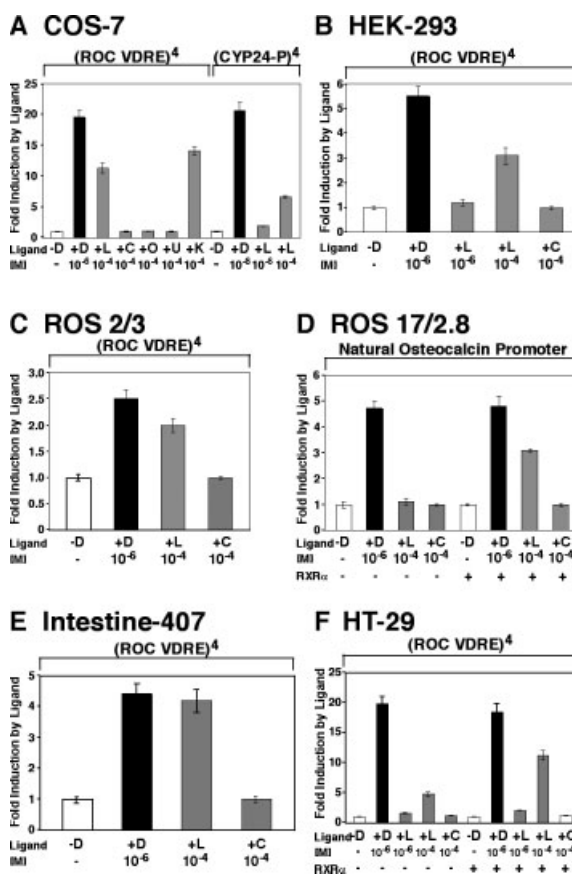 A COS-7
(ROC VDRE)4 (CYP24-P)4
Fold Induction by Ligand
25
20
15
10
5
0
Ligand -D +D +L +C +O +U +K -D +D +L +L
[M] - 10-6 10-4 10-4 10-4 10-4 10-4 - 10-6 10-6 10-4
B HEK-293
(ROC VDRE)4
Fold Induction by Ligand
6
5
4
3
2
1
0
Ligand -D +D +L +L +C
[M] - 10-6 10-6 10-4 10-4
C ROS 2/3
(ROC VDRE)4
Fold Induction by Ligand
3.0
2.5
2.0
1.5
1.0
0.5
0
Ligand -D +D +L +C
[M] - 10-6 10-4 10-4
D ROS 17/2.8
Natural Osteocalcin Promoter
Fold Induction by Ligand
6
5
4
3
2
1
0
Ligand -D +D +L +C -D +D +L +C
[M] - 10-6 10-4 10-4 - 10-6 10-4 10-4
RXRα - - - - + + + +
E Intestine-407
(ROC VDRE)4
Fold Induction by Ligand
5
4
3
2
1
0
Ligand -D +D +L +C
[M] - 10-6 10-4 10-4
F HT-29
(ROC VDRE)4
Fold Induction by Ligand
25
20
15
10
5
0
Ligand -D +D +L +L +C -D +D +L +L +C
[M] - 10-6 10-6 10-4 10-4 - 10-6 10-6 10-4 10-4
RXRα - - - - - + + + + +